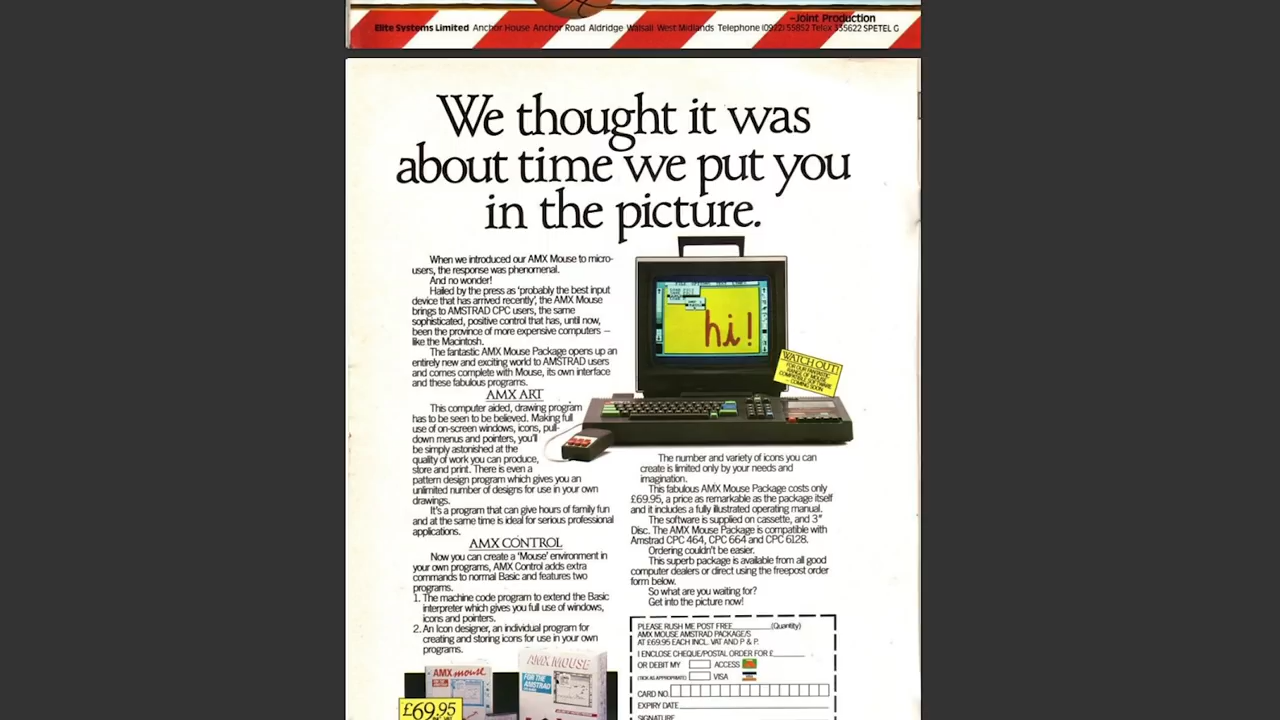 –Joint Production
Elite Systems Limited Anchor House Anchor Road Aldridge Walsall West Midlands Telephone (0922) 55852 Telex 335622 SPETEL G
We thought it was
about time we put you
in the picture.
When we introduced our AMX Mouse to micro-
users, the response was phenomenal.
And no wonder!
Hailed by the press as 'probably the best input
device that has arrived recently', the AMX Mouse
brings to AMSTRAD CPC users, the same
sophisticated, positive control that has, until now,
been the province of more expensive computers –
like the Macintosh.
The fantastic AMX Mouse Package opens up an
entirely new and exciting world to AMSTRAD users
and comes complete with Mouse, its own interface
and these fabulous programs.
AMX ART
This computer aided, drawing program
has to be seen to be believed. Making full
use of on-screen windows, icons, pull-
down menus and pointers, you'll
be simply astonished at the
quality of work you can produce,
store and print. There is even a
pattern design program which gives you an
unlimited number of designs for use in your own
drawings.
It's a program that can give hours of family fun
and at the same time is ideal for serious professional
applications.
AMX CONTROL
Now you can create a 'Mouse' environment in
your own programs, AMX Control adds extra
commands to normal Basic and features two
programs.
1. The machine code program to extend the Basic
interpreter which gives you full use of windows,
icons and pointers.
2. An Icon designer, an individual program for
creating and storing icons for use in your own
programs.
hi!
WATCH OUT!
FOR OUR FANTASTIC
COMING SOON
The number and variety of icons you can
create is limited only by your needs and
imagination.
This fabulous AMX Mouse Package costs only
£69.95, a price as remarkable as the package itself
and it includes a fully illustrated operating manual.
The software is supplied on cassette, and 3"
Disc. The AMX Mouse Package is compatible with
Amstrad CPC 464, CPC 664 and CPC 6128.
Ordering couldn't be easier.
This superb package is available from all good
computer dealers or direct using the freepost order
form below.
So what are you waiting for?
Get into the picture now!
PLEASE RUSH ME POST FREE (Quantity)
AMX MOUSE AMSTRAD PACKAGE/S
AT £69.95 EACH INCL. VAT AND P & P.
I ENCLOSE CHEQUE/POSTAL ORDER FOR £
OR DEBIT MY ACCESS
(TICK AS APPROPRIATE) VISA
CARD NO.
EXPIRY DATE
SIGNATURE
AMX mouse
AMX MOUSE
FOR THE
AMSTRAD
£69.95